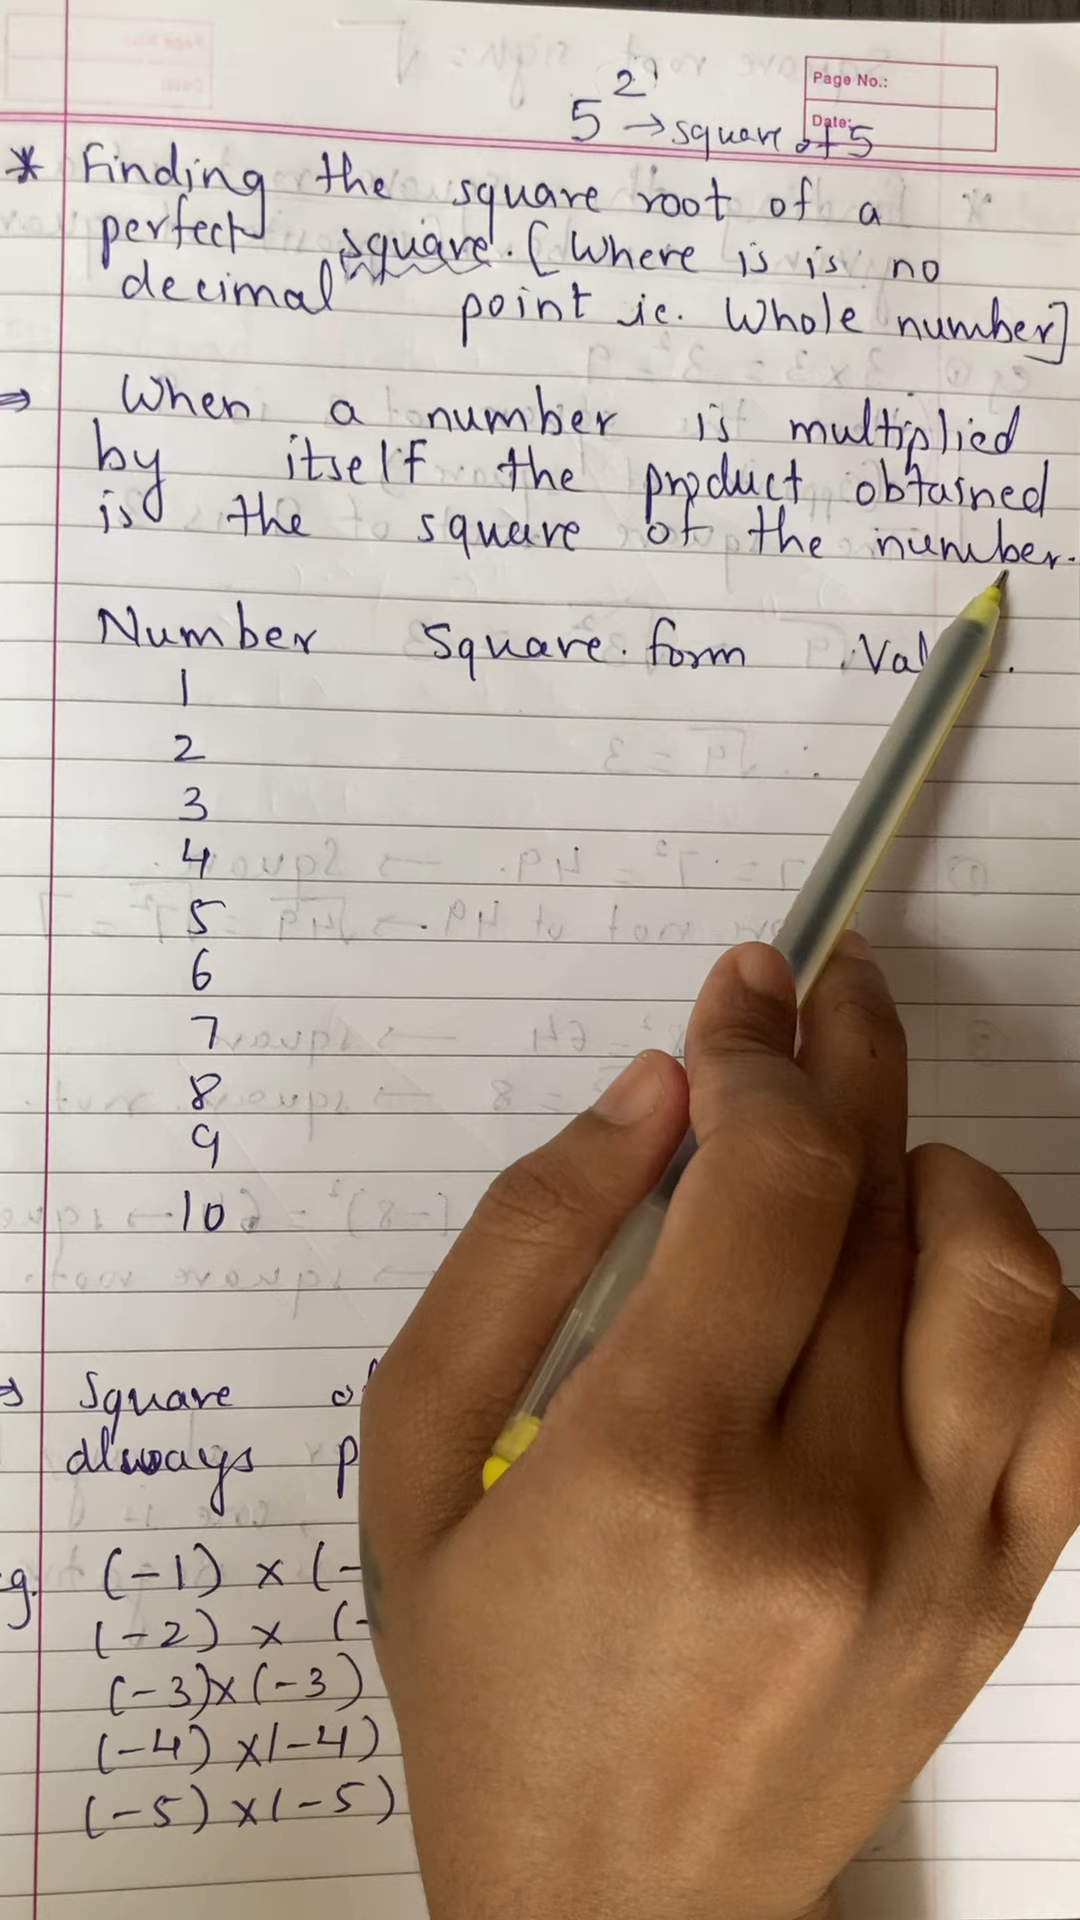 Page No.:
Date:
5² → square of 5
* Finding the square root of a
perfect square. [Where is is no
decimal point ie. Whole number]
⇒ When a number is multiplied
by itself the product obtained
is the square of the number.
Number Square form
1
2
3
4
5
6
7
8
9
10
⇒ Square
always
(-1) × (-
(-2) × (-
(-3)×(-3)
(-4) ×(-4)
(-5) ×(-5)